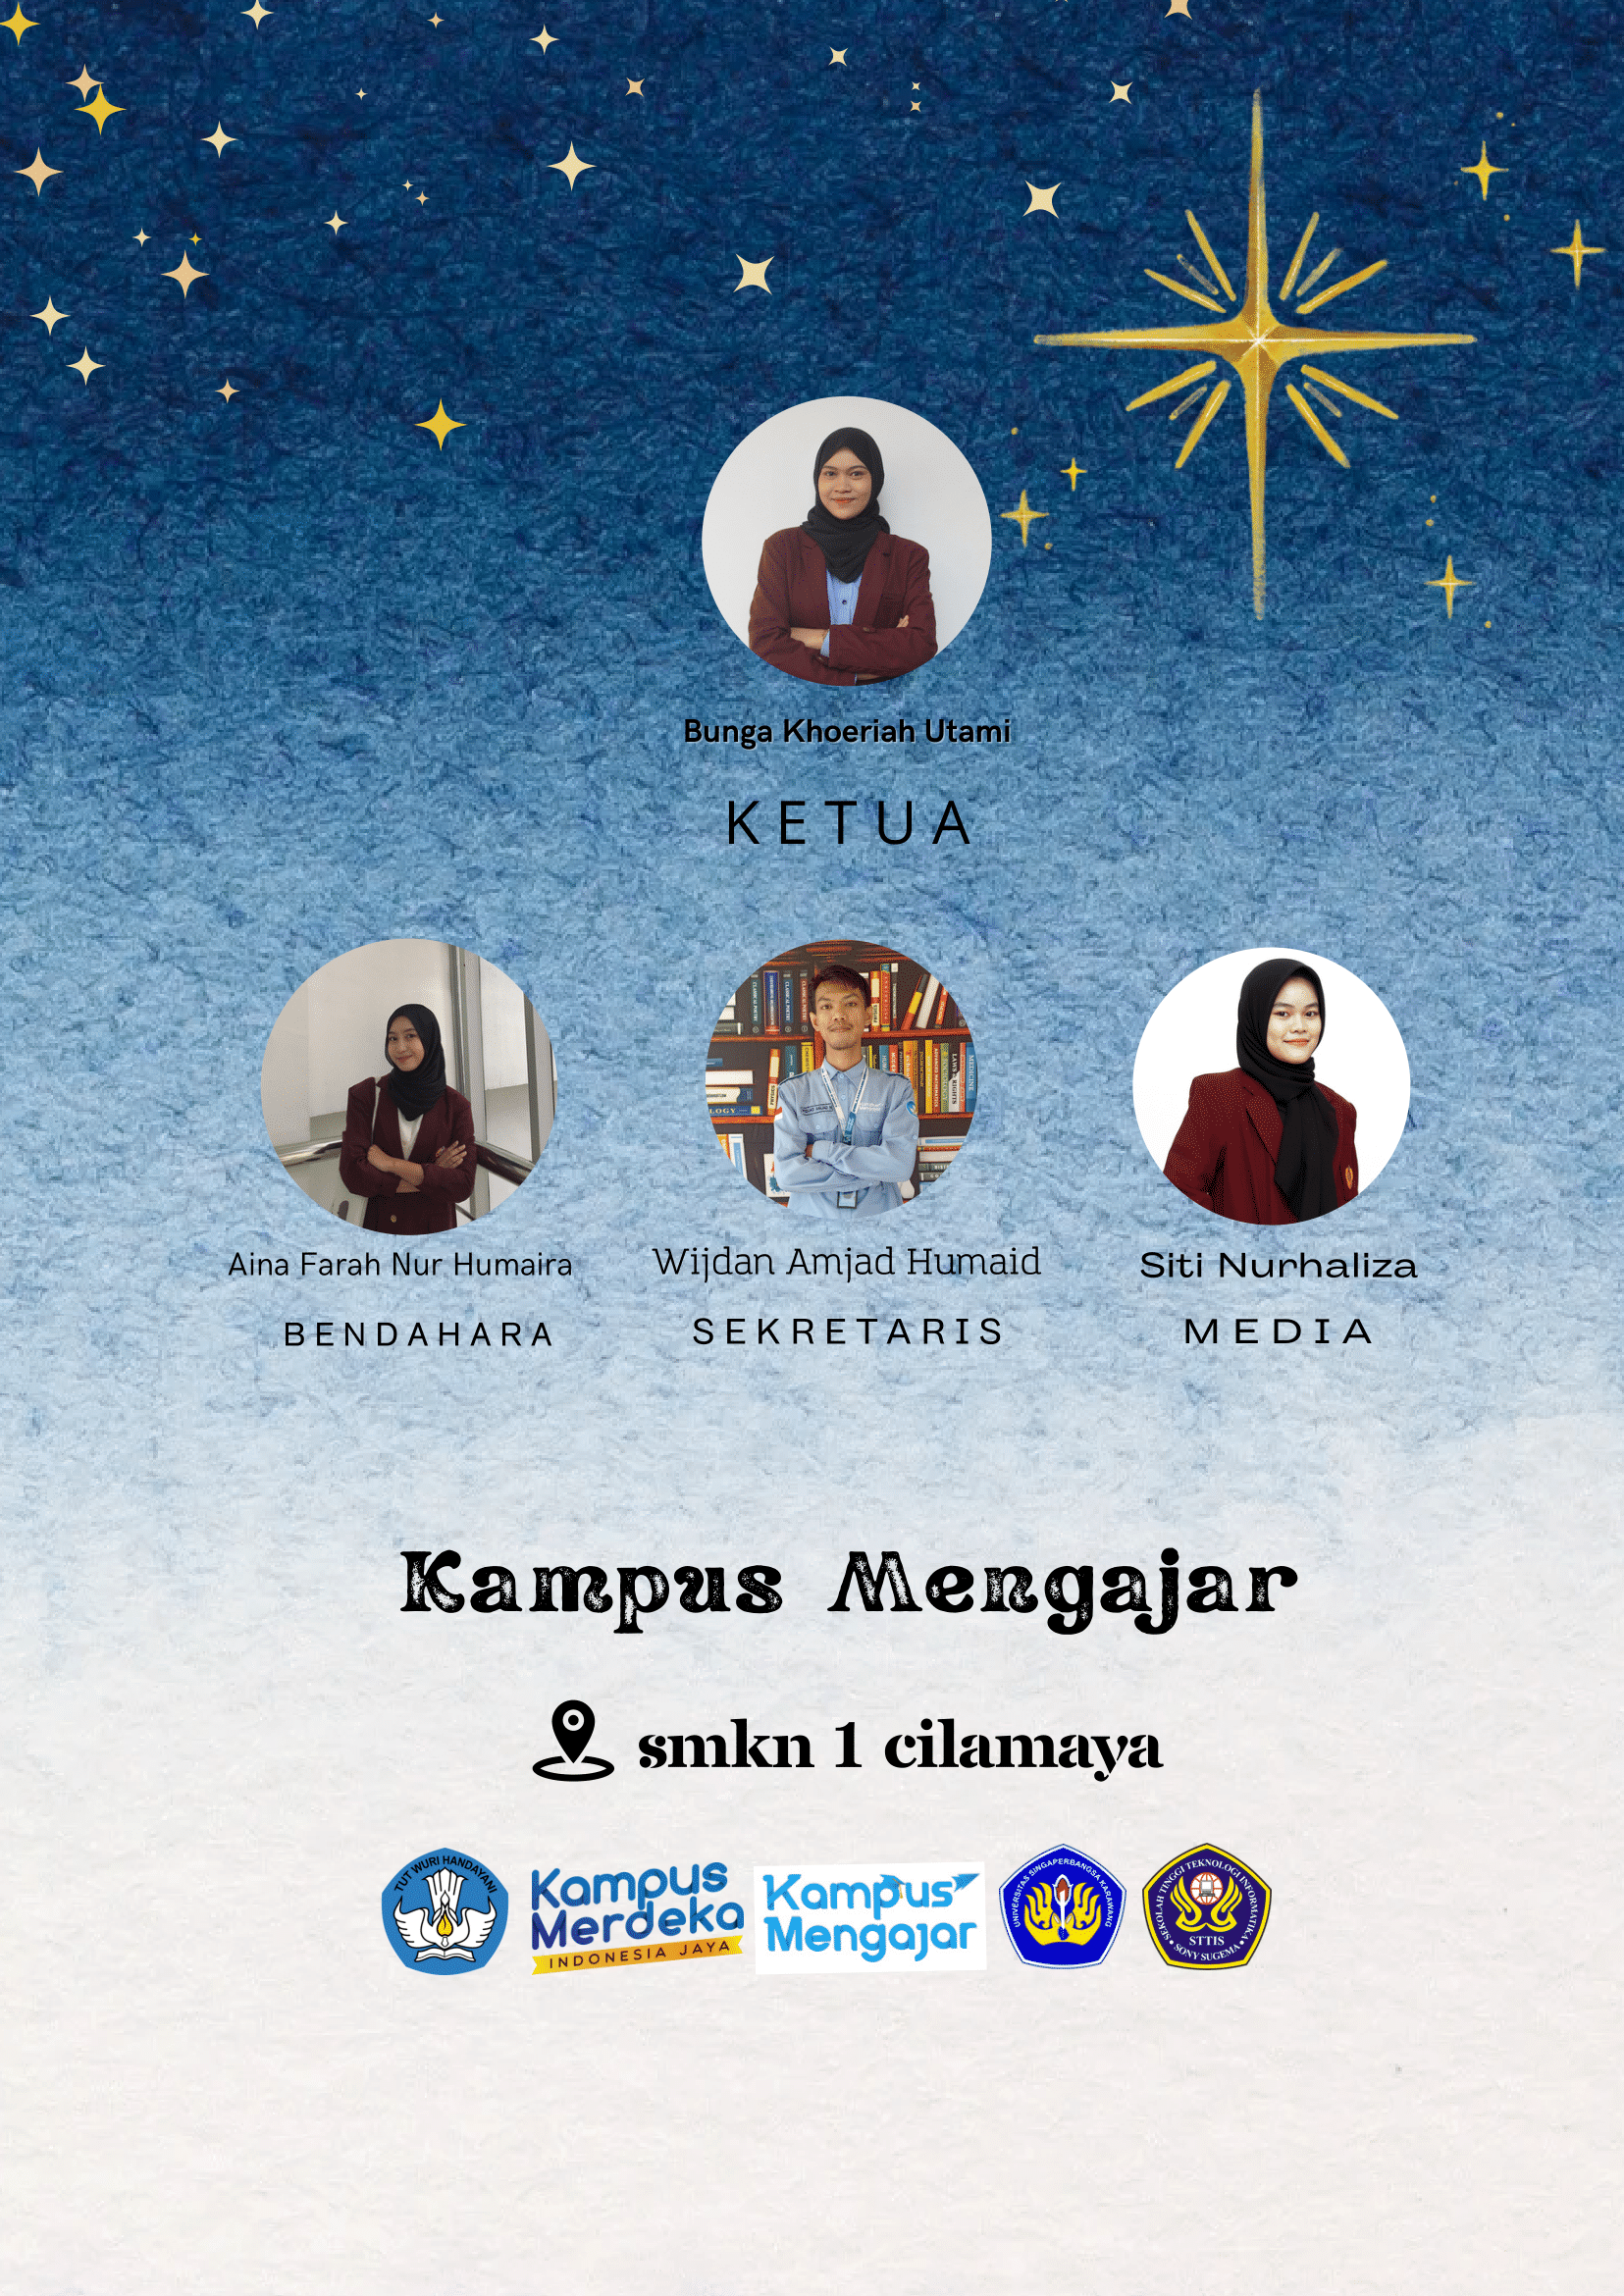 Bunga Khoeriah Utami
KETUA
Aina Farah Nur Humaira
Wijdan Amjad Humaid
Siti Nurhaliza
BENDAHARA
SEKRETARIS
MEDIA
Kampus Mengajar
smkn 1 cilamaya
TUT WURI HANDAYANI
Kampus
Merdeka
INDONESIA JAYA
Kampus
Mengajar
UNIVERSITAS SINGAPERBANGSA KARAWANG
SEKOLAH TINGGI TEKNOLOGI INFORMATIKA
STTIS
SONY SUGEMA